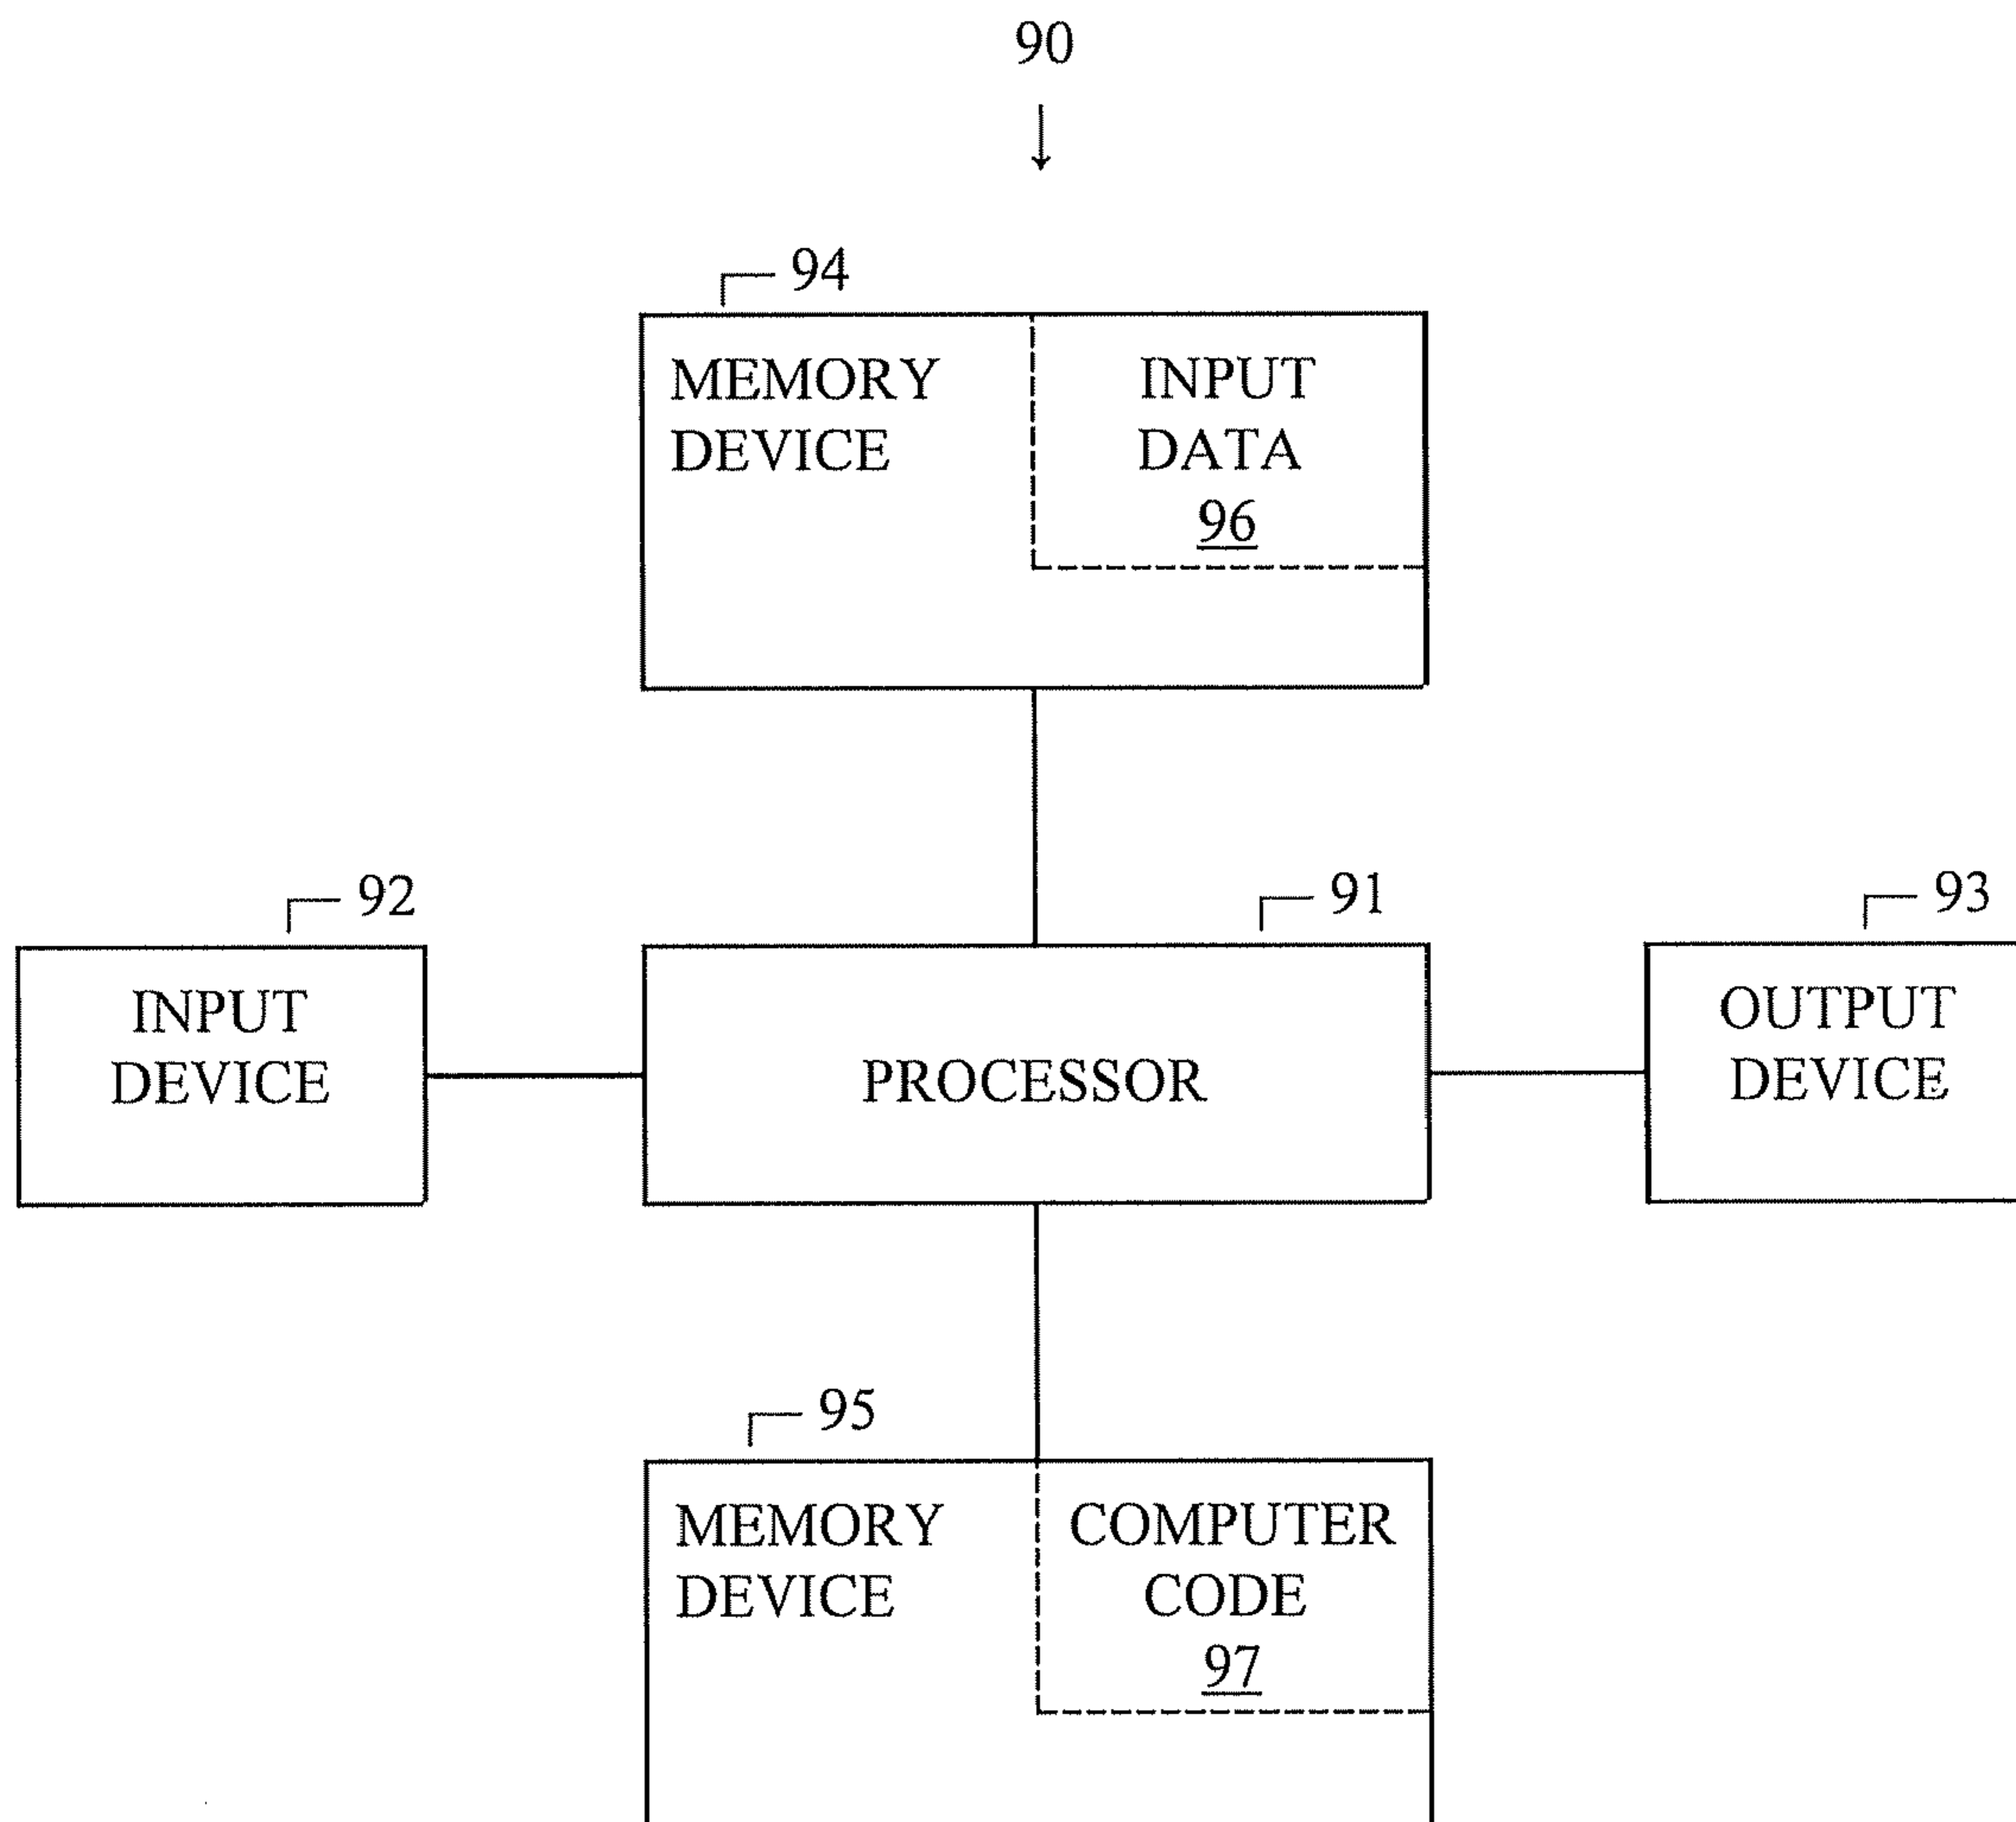 90
94
MEMORY DEVICE
INPUT DATA
96
92
91
93
INPUT DEVICE
PROCESSOR
OUTPUT DEVICE
95
MEMORY DEVICE
COMPUTER CODE
97